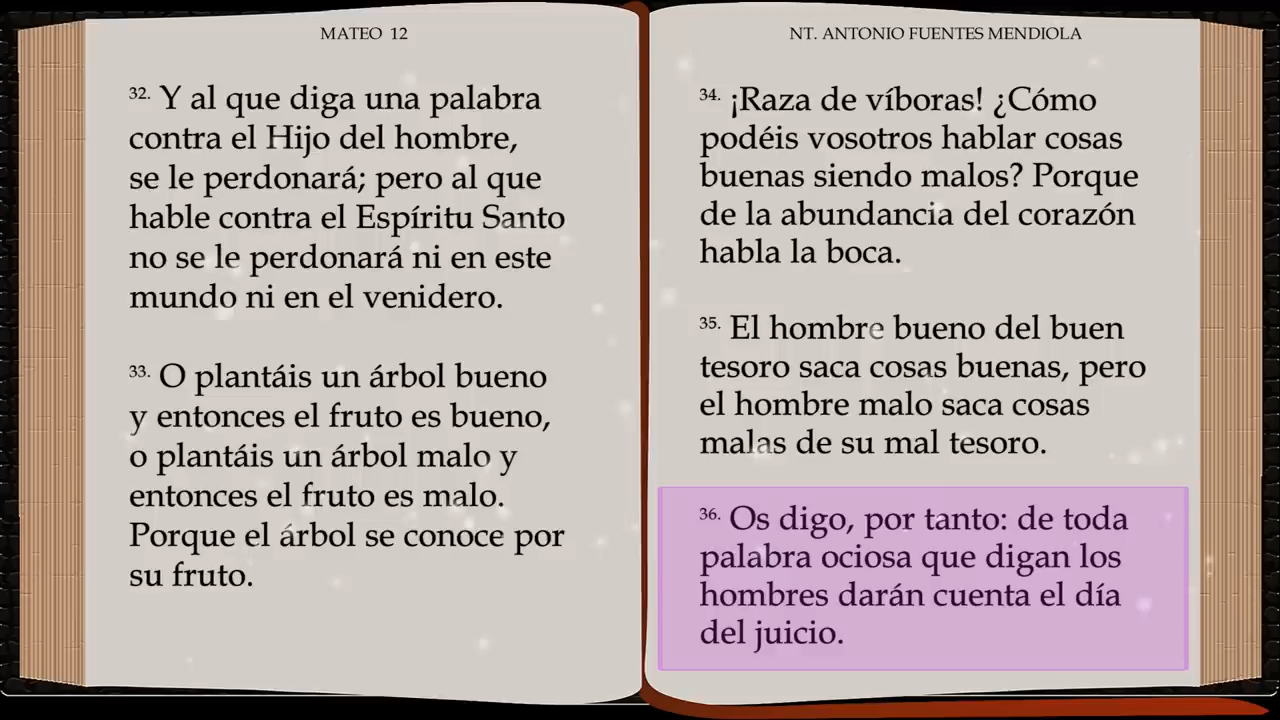 MATEO 12
32. Y al que diga una palabra
contra el Hijo del hombre,
se le perdonará; pero al que
hable contra el Espíritu Santo
no se le perdonará ni en este
mundo ni en el venidero.
33. O plantáis un árbol bueno
y entonces el fruto es bueno,
o plantáis un árbol malo y
entonces el fruto es malo.
Porque el árbol se conoce por
su fruto.
NT. ANTONIO FUENTES MENDIOLA
34. ¡Raza de víboras! ¿Cómo
podéis vosotros hablar cosas
buenas siendo malos? Porque
de la abundancia del corazón
habla la boca.
35. El hombre bueno del buen
tesoro saca cosas buenas, pero
el hombre malo saca cosas
malas de su mal tesoro.
36. Os digo, por tanto: de toda
palabra ociosa que digan los
hombres darán cuenta el día
del juicio.